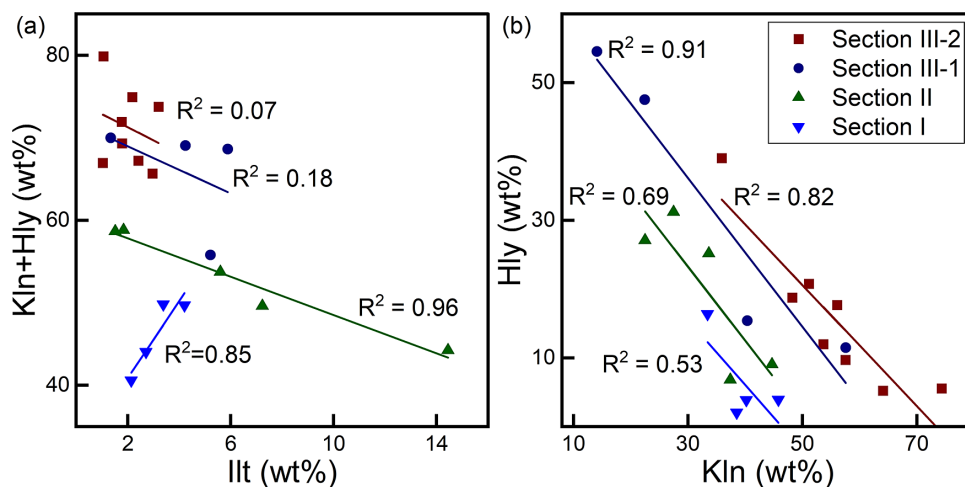 (a)
80
60
40
Kln+Hly (wt%)
R² = 0.07
R² = 0.18
R² = 0.96
R²=0.85
2
6
10
14
Ilt (wt%)
(b)
50
30
10
Hly (wt%)
R² = 0.91
R² = 0.69
R² = 0.82
R² = 0.53
Section III-2
Section III-1
Section II
Section I
10
30
50
70
Kln (wt%)